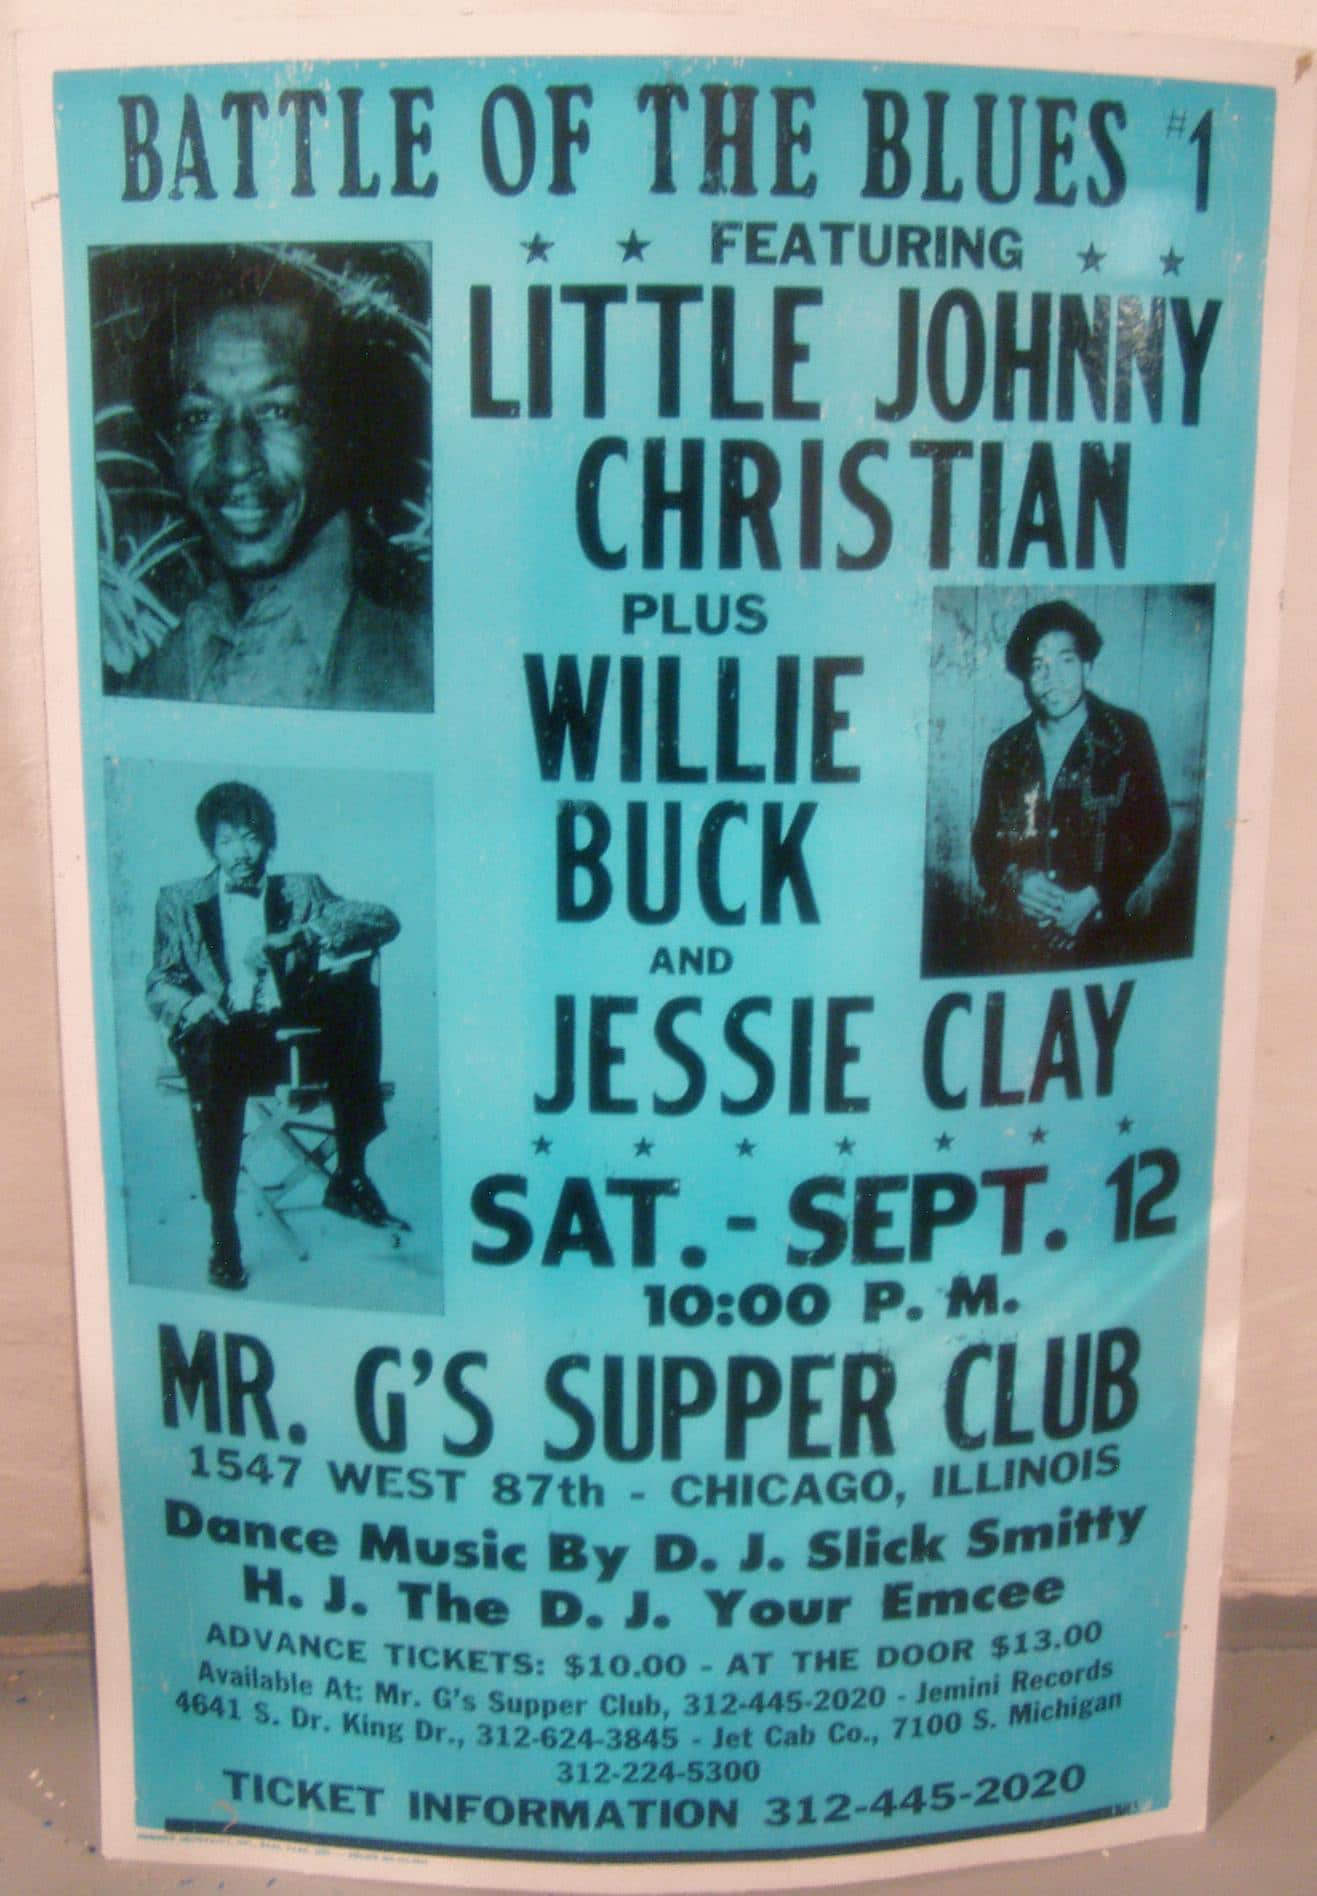 BATTLE OF THE BLUES #1
FEATURING
LITTLE JOHNNY
CHRISTIAN
PLUS
WILLIE
BUCK
AND
JESSIE CLAY
SAT. - SEPT. 12
10:00 P. M.
MR. G'S SUPPER CLUB
1547 WEST 87th - CHICAGO, ILLINOIS
Dance Music By D. J. Slick Smitty
H. J. The D. J. Your Emcee
ADVANCE TICKETS: $10.00 - AT THE DOOR $13.00
Available At: Mr. G's Supper Club, 312-445-2020 - Jemini Records
4641 S. Dr. King Dr., 312-624-3845 - Jet Cab Co., 7100 S. Michigan
312-224-5300
TICKET INFORMATION 312-445-2020